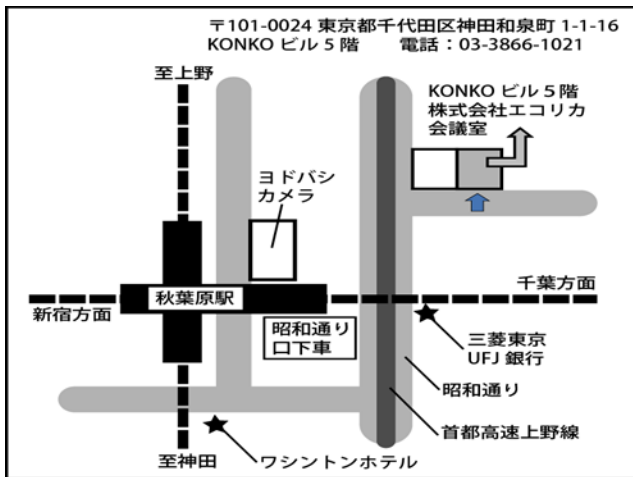 〒101-0024 東京都千代田区神田和泉町 1-1-16
KONKO ビル 5 階 電話：03-3866-1021
至上野
KONKO ビル 5 階
株式会社エコリカ
会議室
ヨドバシ
カメラ
千葉方面
秋葉原駅
新宿方面
昭和通り
口下車
三菱東京
UFJ 銀行
昭和通り
首都高速上野線
至神田
ワシントンホテル